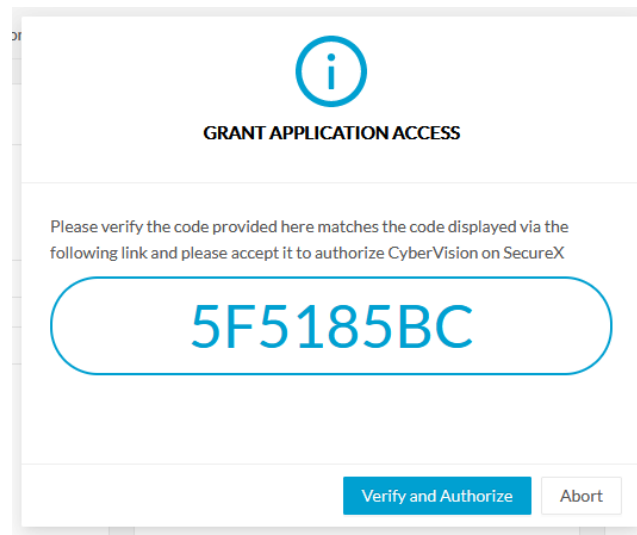 GRANT APPLICATION ACCESS
Please verify the code provided here matches the code displayed via the
following link and please accept it to authorize CyberVision on SecureX
5F5185BC
Verify and Authorize
Abort